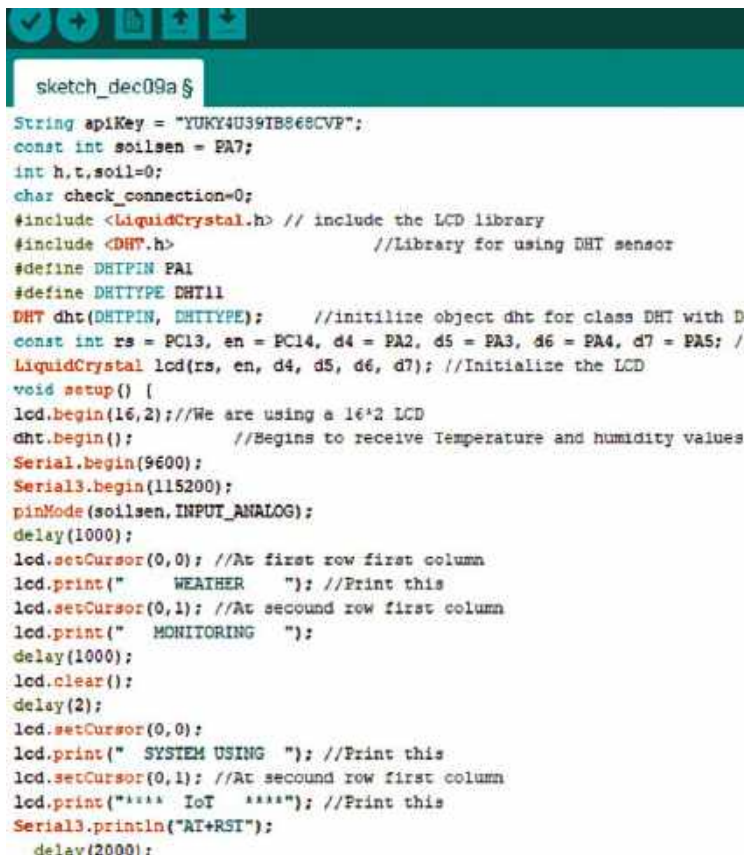 sketch_dec09a §
String apiKey = "YUKY4U39TB868CVP";
const int soilsen = PA7;
int h,t,soil=0;
char check_connection=0;
#include <LiquidCrystal.h> // include the LCD library
#include <DHT.h> //Library for using DHT sensor
#define DHTPIN PA1
#define DHTTYPE DHT11
DHT dht(DHTPIN, DHTTYPE); //initilize object dht for class DHT with D
const int rs = PC13, en = PC14, d4 = PA2, d5 = PA3, d6 = PA4, d7 = PA5; /
LiquidCrystal lcd(rs, en, d4, d5, d6, d7); //Initialize the LCD
void setup() {
lcd.begin(16,2);//We are using a 16*2 LCD
dht.begin(); //Begins to receive Temperature and humidity values
Serial.begin(9600);
Serial3.begin(115200);
pinMode(soilsen,INPUT_ANALOG);
delay(1000);
lcd.setCursor(0,0); //At first row first column
lcd.print("     WEATHER    "); //Print this
lcd.setCursor(0,1); //At secound row first column
lcd.print("   MONITORING   ");
delay(1000);
lcd.clear();
delay(2);
lcd.setCursor(0,0);
lcd.print("  SYSTEM USING  "); //Print this
lcd.setCursor(0,1); //At secound row first column
lcd.print("****  IoT   ****"); //Print this
Serial3.println("AT+RST");
delay(2000);